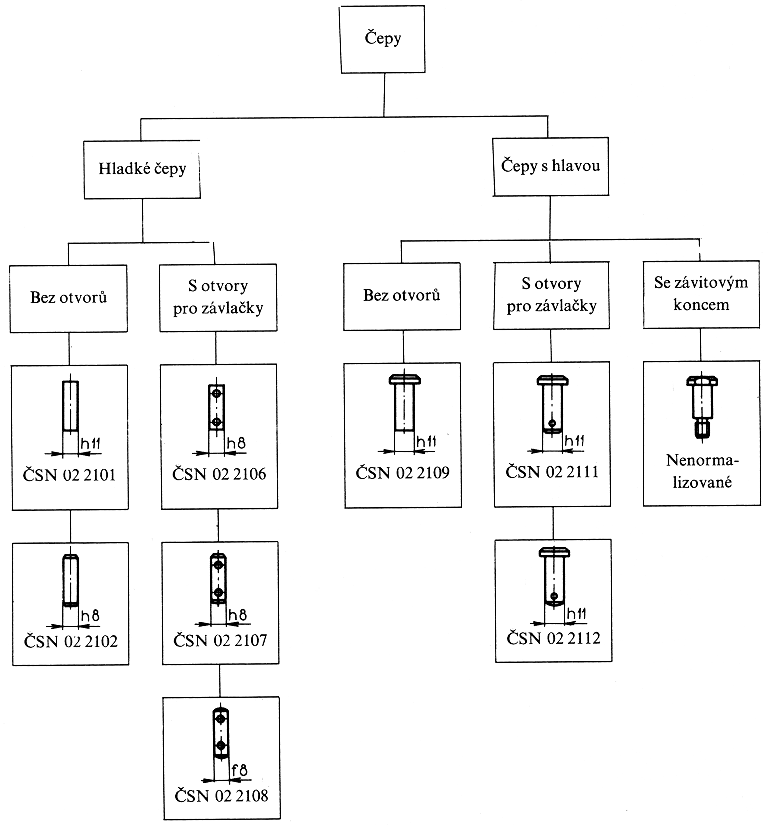 Čepy
Hladké čepy
Čepy s hlavou
Bez otvorů
S otvory
pro závlačky
Bez otvorů
S otvory
pro závlačky
Se závitovým
koncem
h11
ČSN 02 2101
h8
ČSN 02 2106
h11
ČSN 02 2109
h11
ČSN 02 2111
Nenorma-
lizované
h8
ČSN 02 2102
h8
ČSN 02 2107
h11
ČSN 02 2112
f8
ČSN 02 2108